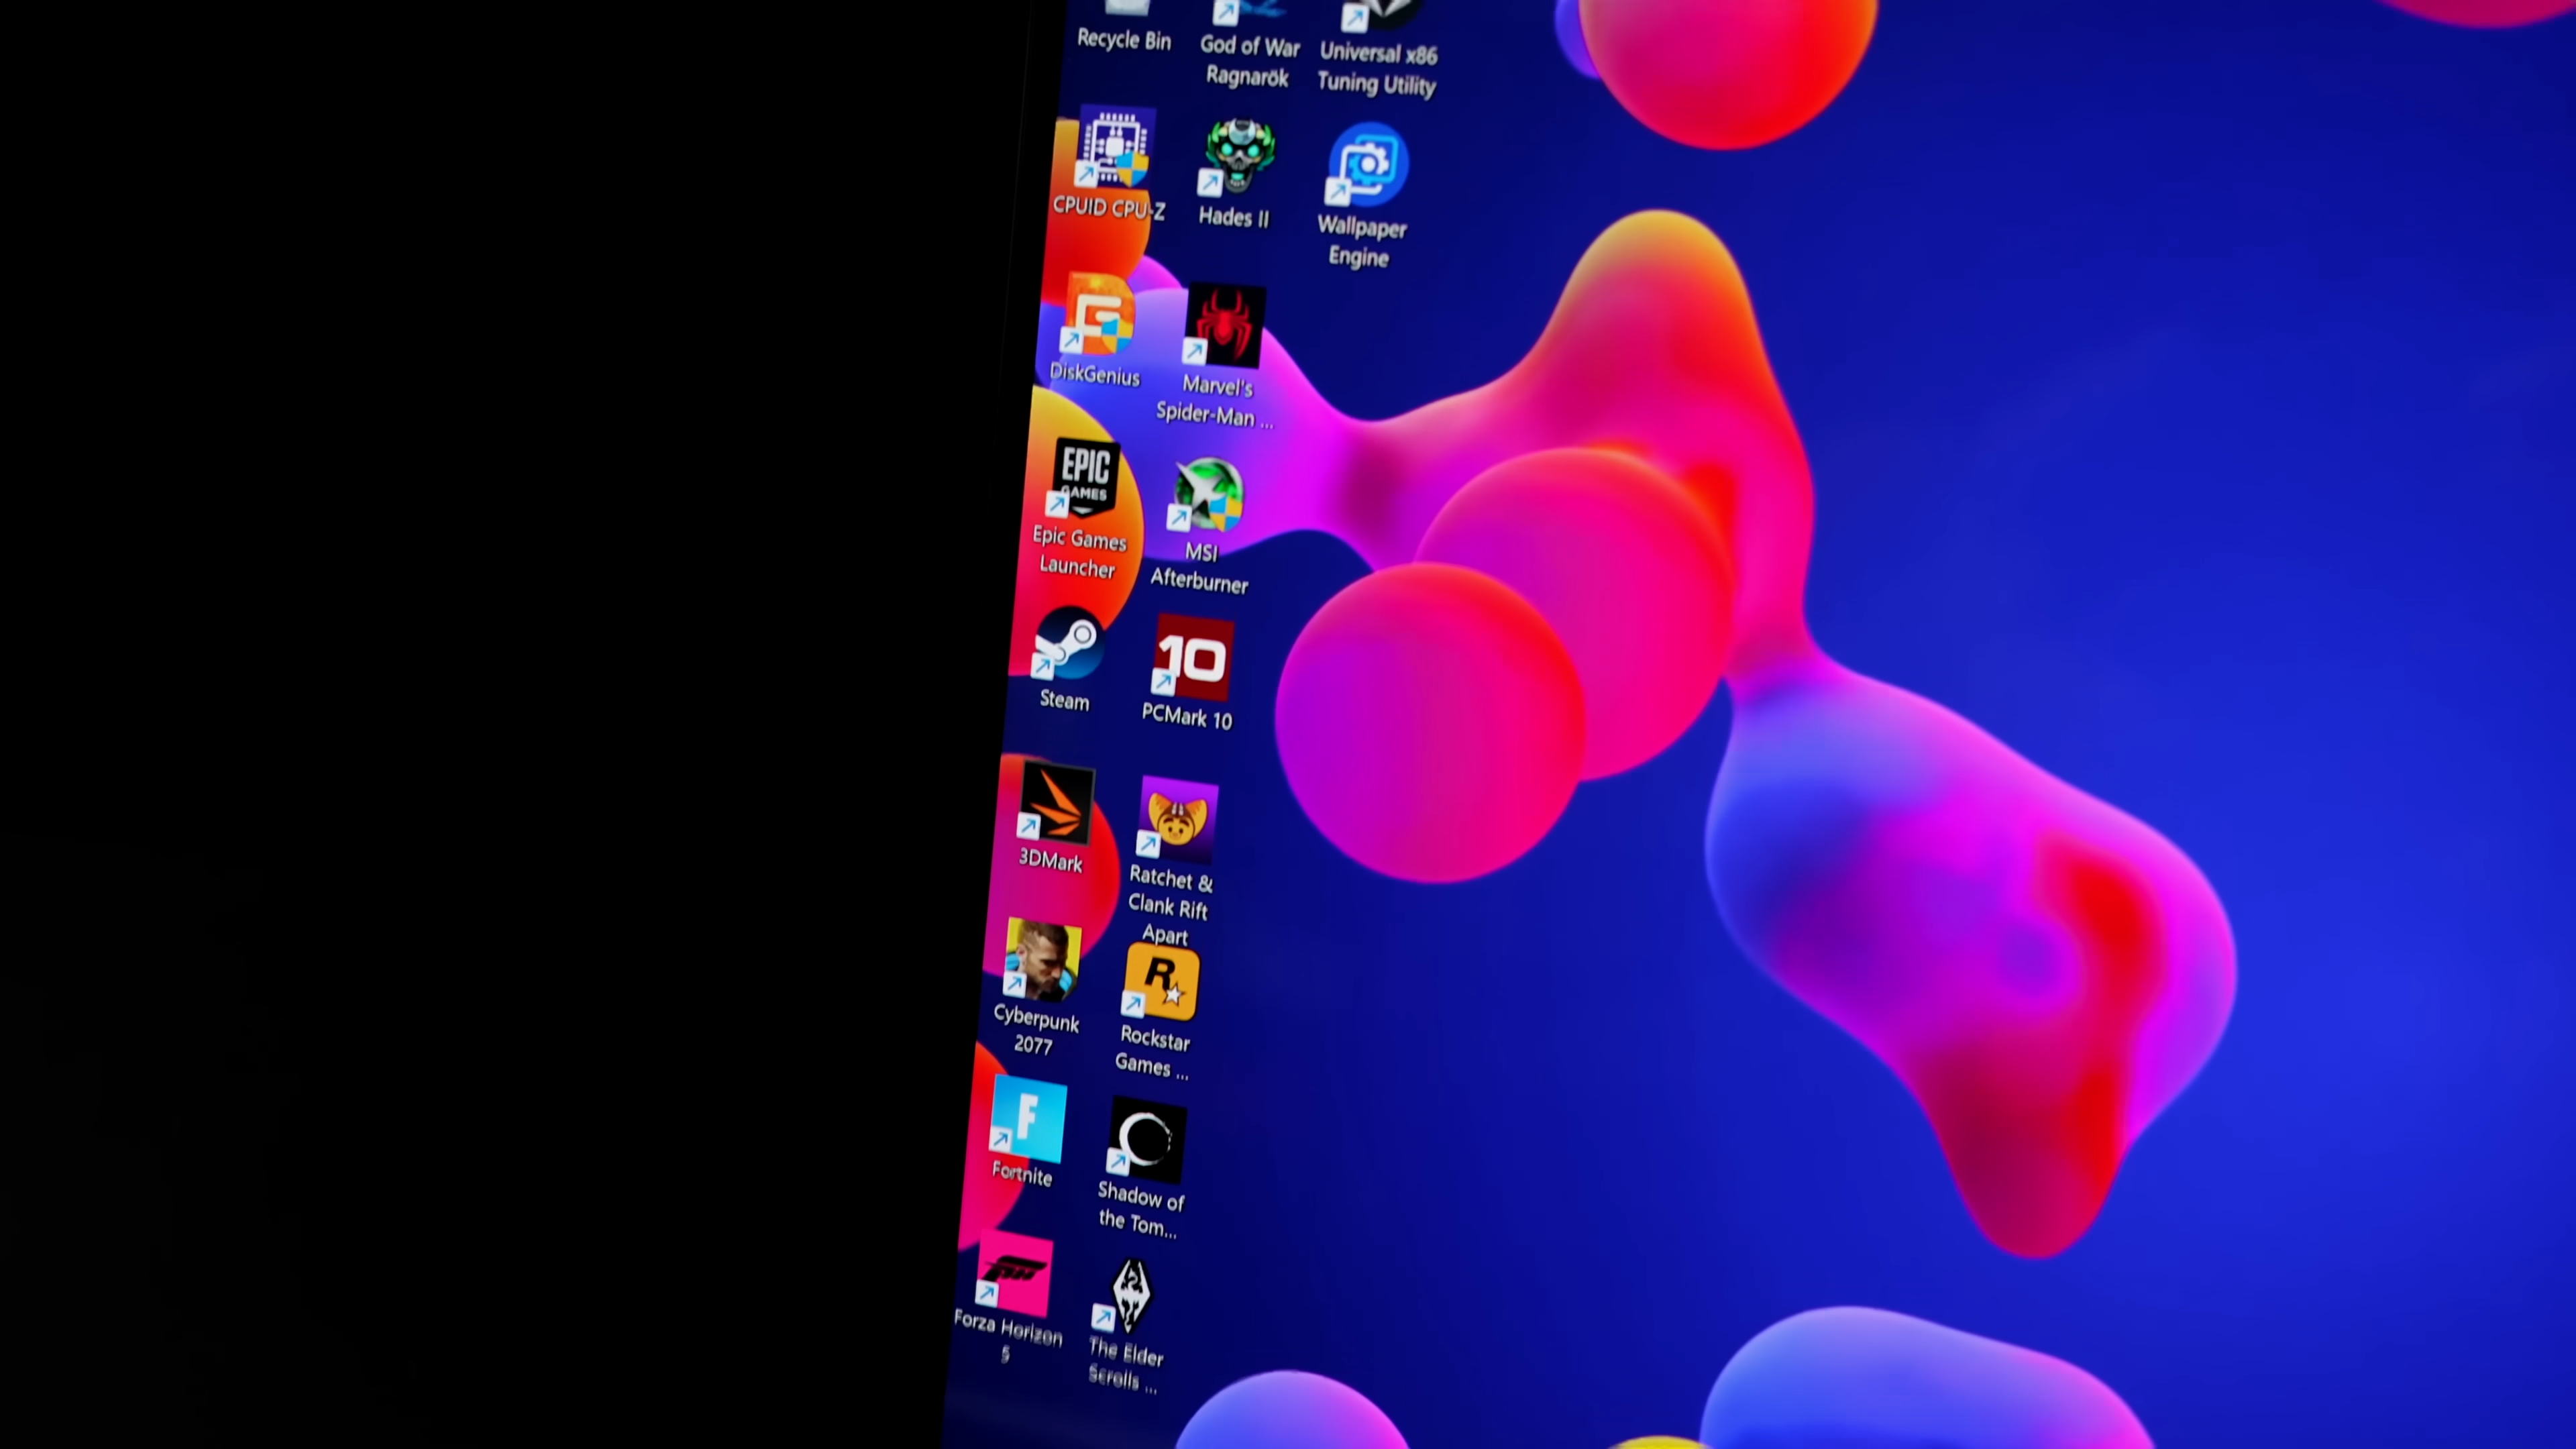 Recycle Bin
God of War
Ragnarök
Universal x86
Tuning Utility
CPUID CPU-Z
Hades II
Wallpaper
Engine
DiskGenius
Marvel's
Spider-Man ...
EPIC
GAMES
Epic Games
Launcher
MSI
Afterburner
Steam
10
PCMark 10
3DMark
Ratchet &
Clank Rift
Apart
Cyberpunk
2077
R
Rockstar
Games ...
F
Fortnite
Shadow of
the Tom...
Forza Horizon
5
The Elder
Scrolls ...